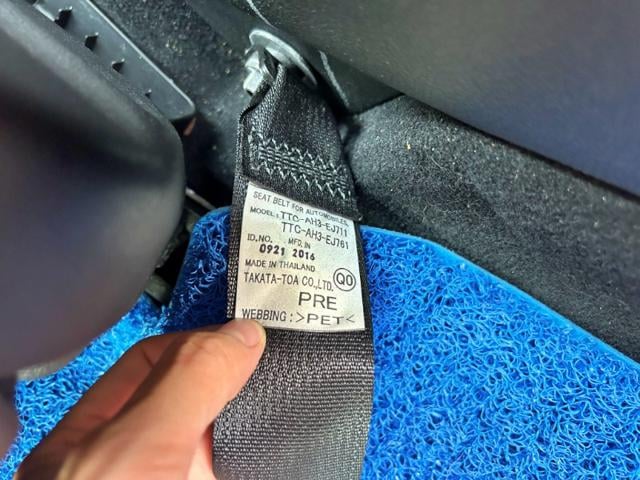 SEAT BELT FOR AUTOMOBILES
MODEL: TTC-AH3-EJ711
TTC-AH3-EJ761
ID.NO. MFD. IN
0921 2016
MADE IN THAILAND
TAKATA-TOA CO.,LTD. QO
PRE
WEBBING : >PET<